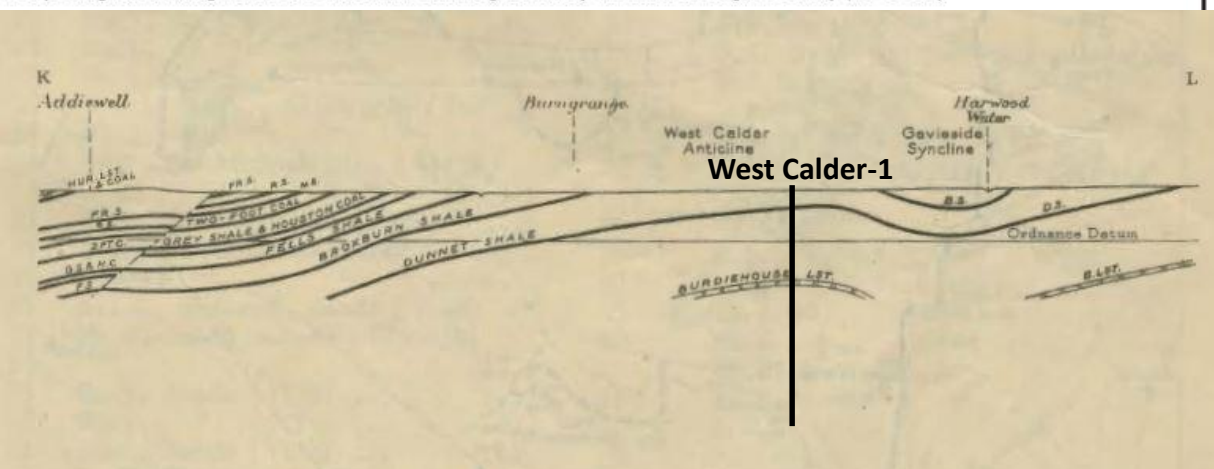 K
L
Addiewell
Burngrange
Harwood
Water
West Calder
Anticline
Gavieside
Syncline
West Calder-1
HUR. LST.
& COAL
FR.S.
R.S.
M.S.
FR.S.
TWO-FOOT COAL
2FT.C.
GREY SHALE & HOUSTON COAL
G.S.&H.C.
FELLS SHALE
F.S.
BROXBURN SHALE
DUNNET SHALE
B.S.
D.S.
Ordnance Datum
BURDIEHOUSE LST.
B.LST.